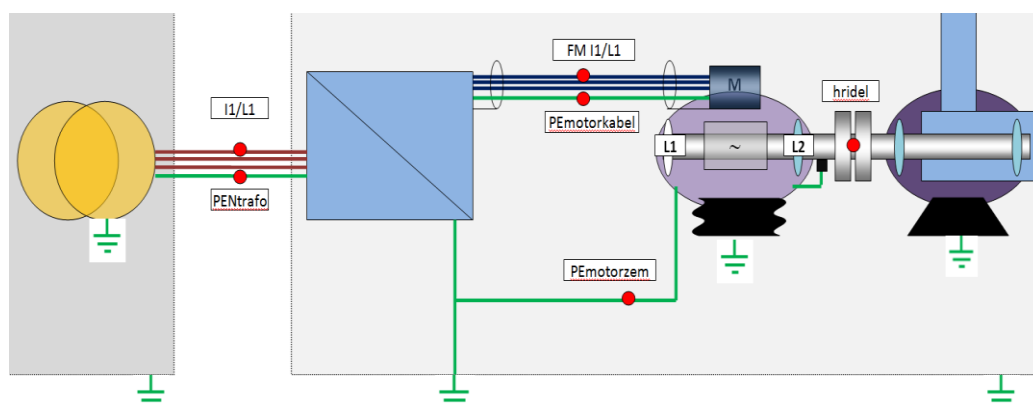 FM I1/L1
M
hridel
I1/L1
PEmotorkabel
L1
~
L2
PENtrafo
PEmotorzem